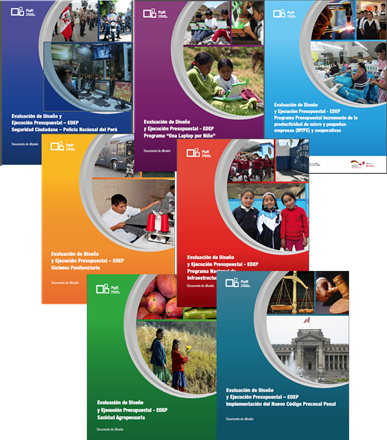 PpR
Evaluación de Diseño y
Ejecución Presupuestal - EDEP
Seguridad Ciudadana – Policía Nacional del Perú
Documento de difusión
PpR
Evaluación de Diseño
y Ejecución Presupuestal - EDEP
Programa "Una Laptop por Niño"
Documento de difusión
PpR
Evaluación de Diseño
y Ejecución Presupuestal - EDEP
Programa Presupuestal Incremento de la
productividad de micro y pequeñas
empresas (MYPE) y cooperativas
Documento de difusión
PpR
Evaluación de Diseño
y Ejecución Presupuestal – EDEP
Sistema Penitenciario
Documento de difusión
PpR
Evaluación de Diseño
y Ejecución Presupuestal – EDEP
Programa Nacional de
Infraestructu
PpR
Evaluación de Diseño
y Ejecución Presupuestal - EDEP
Sanidad Agropecuaria
Documento de difusión
PpR
Evaluación de Diseño
y Ejecución Presupuestal – EDEP
Implementación del Nuevo Código Procesal Penal
Documento de difusión